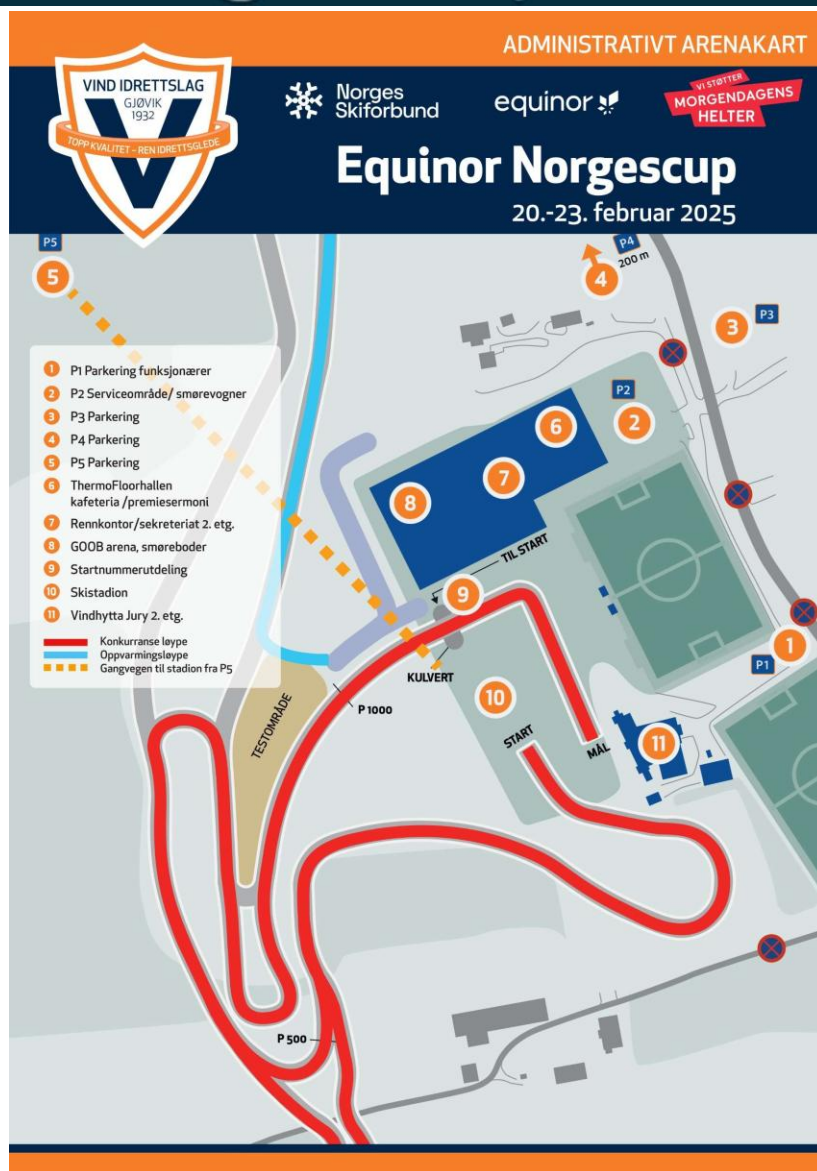 ADMINISTRATIVT ARENAKART
VIND IDRETTSLAG
GJØVIK
1932
V
TOPP KVALITET - REN IDRETTSGLEDE
Norges
Skiforbund
equinor
VI STØTTER
MORGENDAGENS
HELTER
Equinor Norgescup
20.-23. februar 2025
P5
5
P4
200 m
4
3
P3
1 P1 Parkering funksjonærer
2 P2 Serviceområde/ smørevogner
3 P3 Parkering
4 P4 Parkering
5 P5 Parkering
6 ThermoFloorhallen
kafeteria /premiesermoni
7 Rennkontor/sekreteriat 2. etg.
8 GOOB arena, smøreboder
9 Startnummerutdeling
10 Skistadion
11 Vindhytta Jury 2. etg.
Konkurranse løype
Oppvarmingsløype
Gangvegen til stadion fra P5
P2
2
6
7
8
TIL START
9
1
P1
KULVERT
10
P 1000
TESTOMRÅDE
START
MÅL
11
P 500